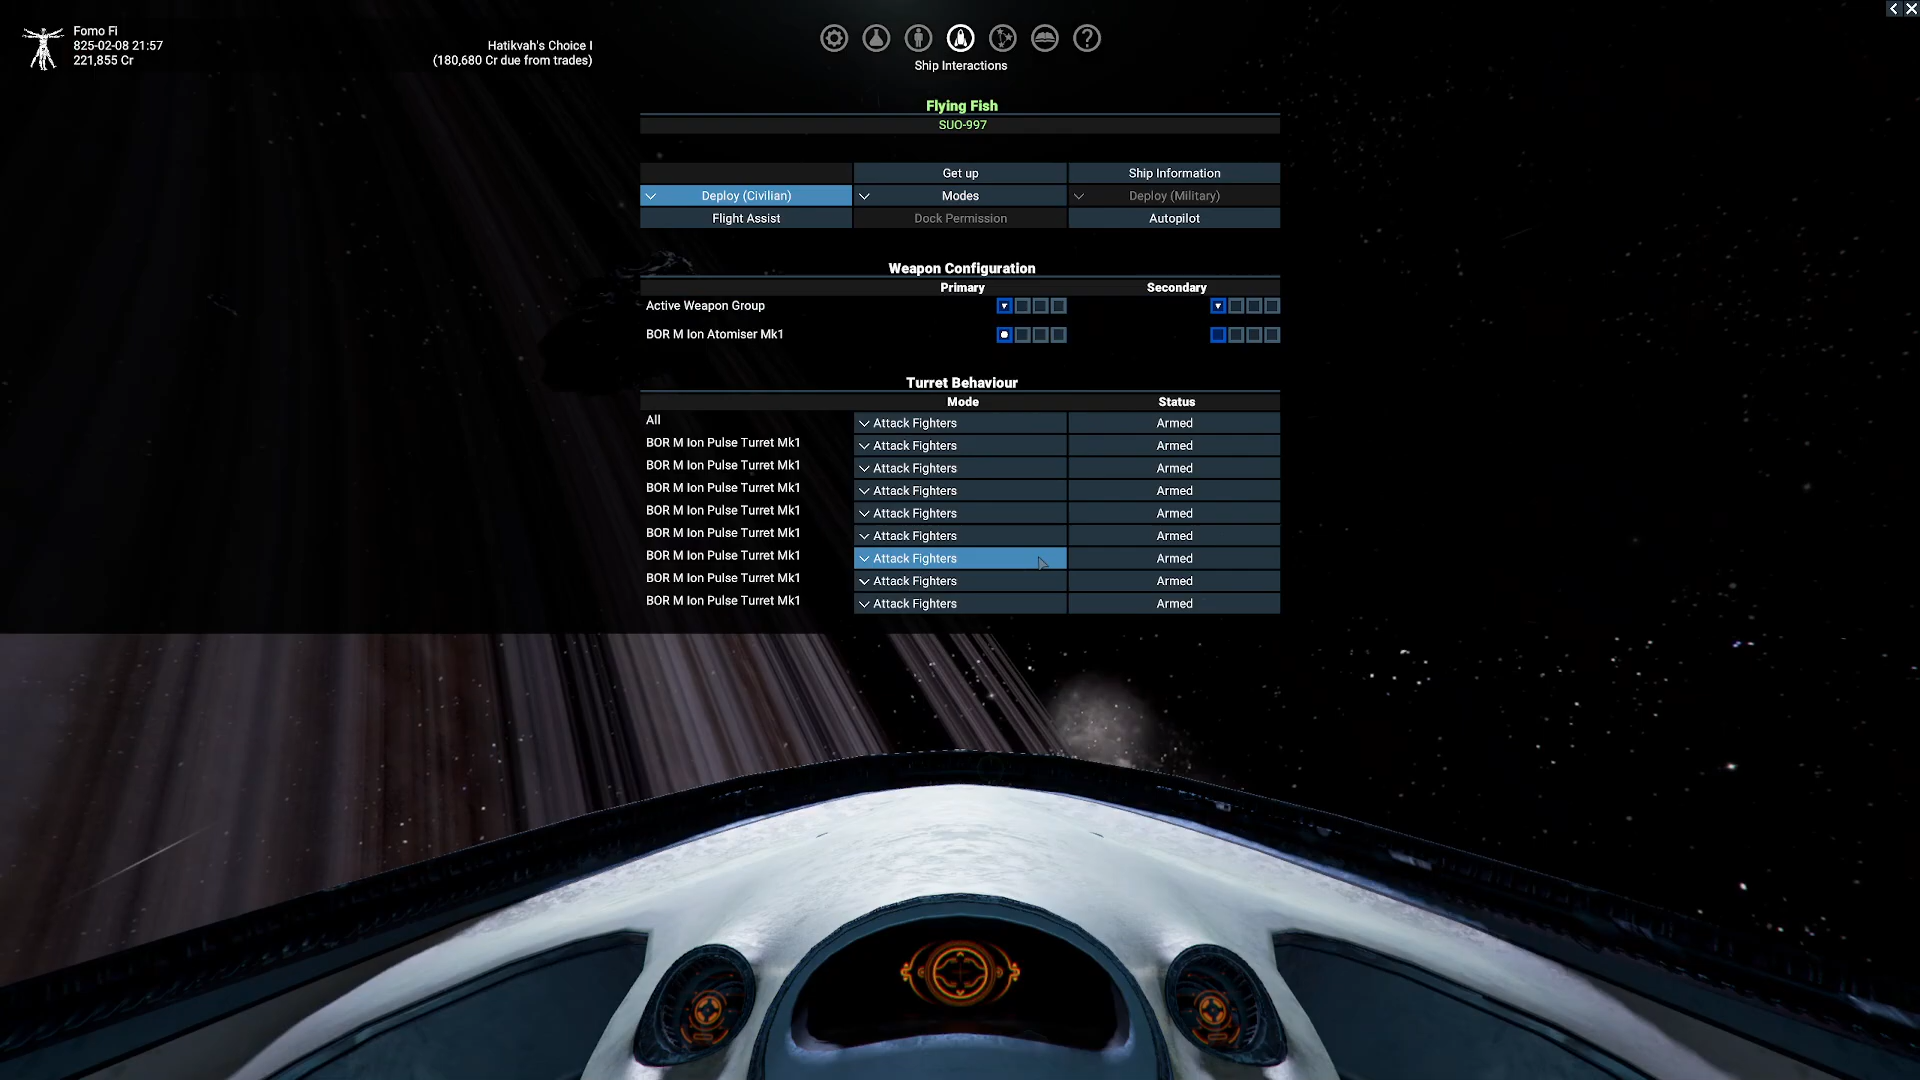 Fomo Fi
825-02-08 21:57
221,855 Cr
Hatikvah's Choice I
(180,680 Cr due from trades)
Ship Interactions
Flying Fish
SUO-997
Get up
Ship Information
Deploy (Civilian)
Modes
Deploy (Military)
Flight Assist
Dock Permission
Autopilot
Weapon Configuration
Primary
Secondary
Active Weapon Group
BOR M Ion Atomiser Mk1
Turret Behaviour
Mode
Status
All
Attack Fighters
Armed
BOR M Ion Pulse Turret Mk1
Attack Fighters
Armed
BOR M Ion Pulse Turret Mk1
Attack Fighters
Armed
BOR M Ion Pulse Turret Mk1
Attack Fighters
Armed
BOR M Ion Pulse Turret Mk1
Attack Fighters
Armed
BOR M Ion Pulse Turret Mk1
Attack Fighters
Armed
BOR M Ion Pulse Turret Mk1
Attack Fighters
Armed
BOR M Ion Pulse Turret Mk1
Attack Fighters
Armed
BOR M Ion Pulse Turret Mk1
Attack Fighters
Armed